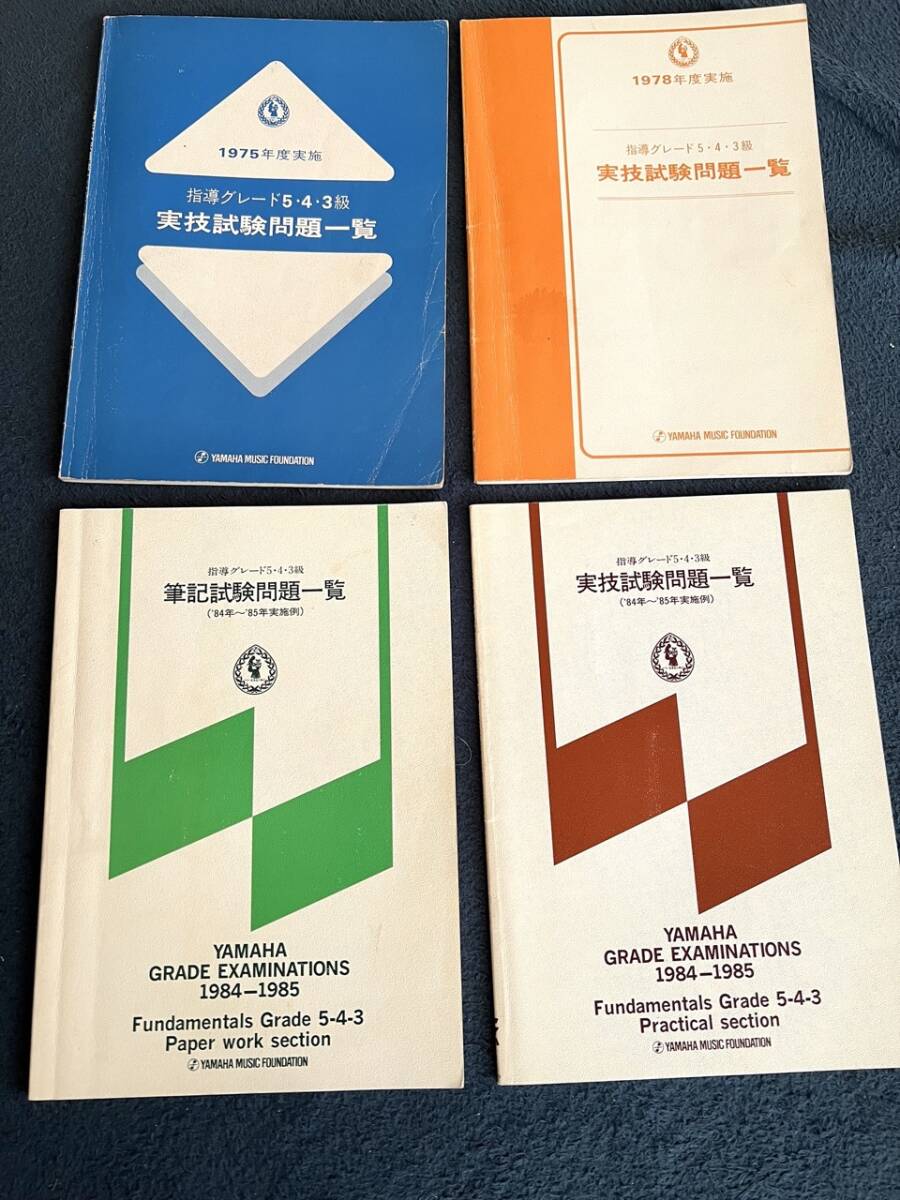 1975年度実施
指導グレード5・4・3級
実技試験問題一覧
YAMAHA MUSIC FOUNDATION
1978年度実施
指導グレード5・4・3級
実技試験問題一覧
YAMAHA MUSIC FOUNDATION
指導グレード5・4・3級
筆記試験問題一覧
('84年〜'85年実施例)
YAMAHA
GRADE EXAMINATIONS
1984—1985
Fundamentals Grade 5-4-3
Paper work section
YAMAHA MUSIC FOUNDATION
指導グレード5・4・3級
実技試験問題一覧
('84年〜'85年実施例)
YAMAHA
GRADE EXAMINATIONS
1984—1985
Fundamentals Grade 5-4-3
Practical section
YAMAHA MUSIC FOUNDATION